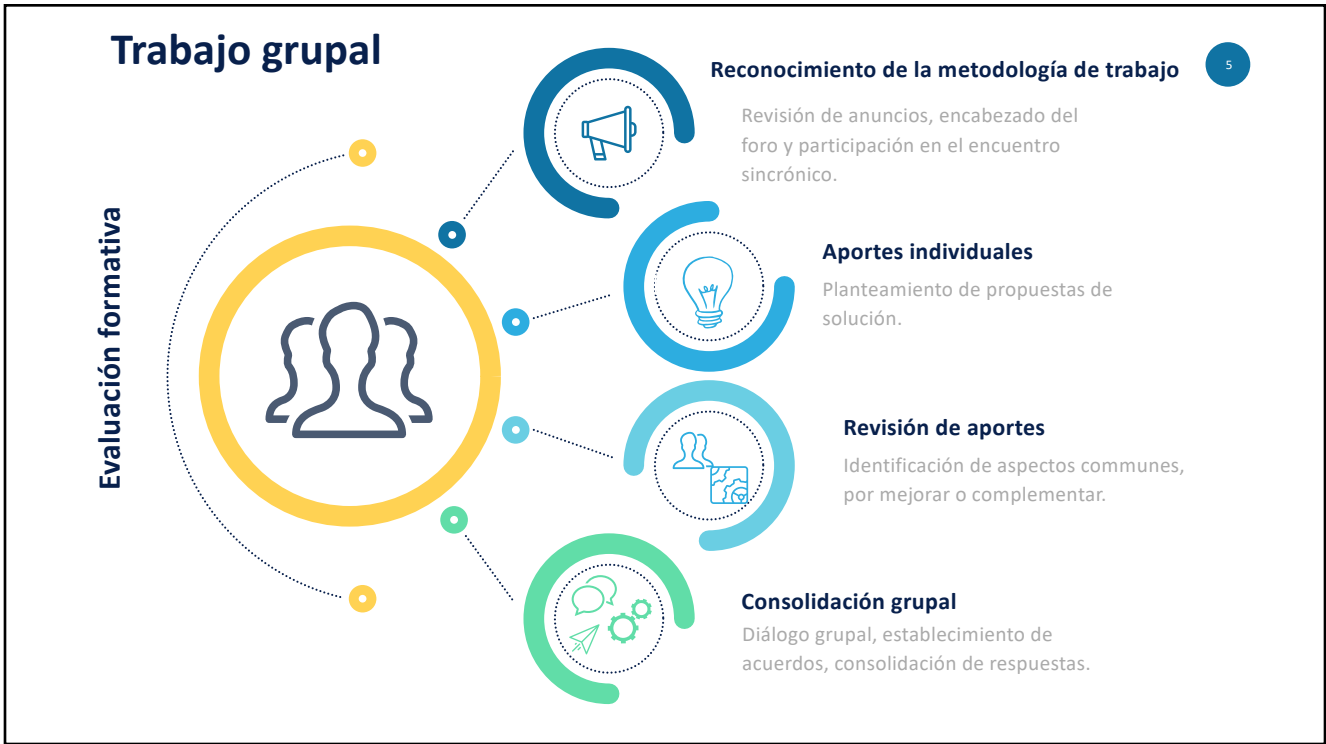 Trabajo grupal
Evaluación formativa
Reconocimiento de la metodología de trabajo
5
Revisión de anuncios, encabezado del
foro y participación en el encuentro
sincrónico.
Aportes individuales
Planteamiento de propuestas de
solución.
Revisión de aportes
Identificación de aspectos communes,
por mejorar o complementar.
Consolidación grupal
Diálogo grupal, establecimiento de
acuerdos, consolidación de respuestas.